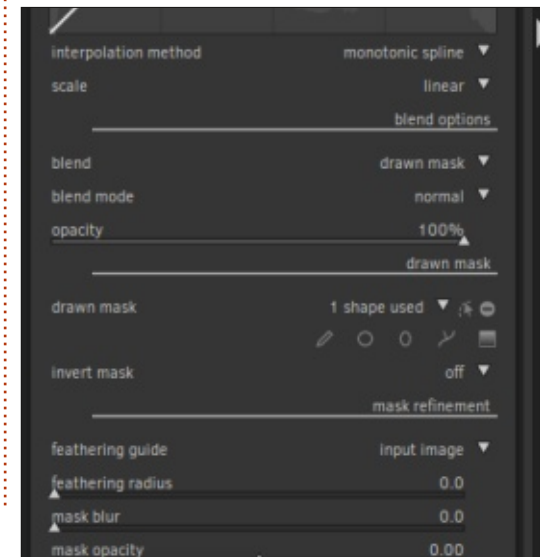 interpolation method monotonic spline
scale linear
blend options
blend drawn mask
blend mode normal
opacity 100%
drawn mask
drawn mask 1 shape used
invert mask off
mask refinement
feathering guide input image
feathering radius 0.0
mask blur 0.0
mask opacity 0.00